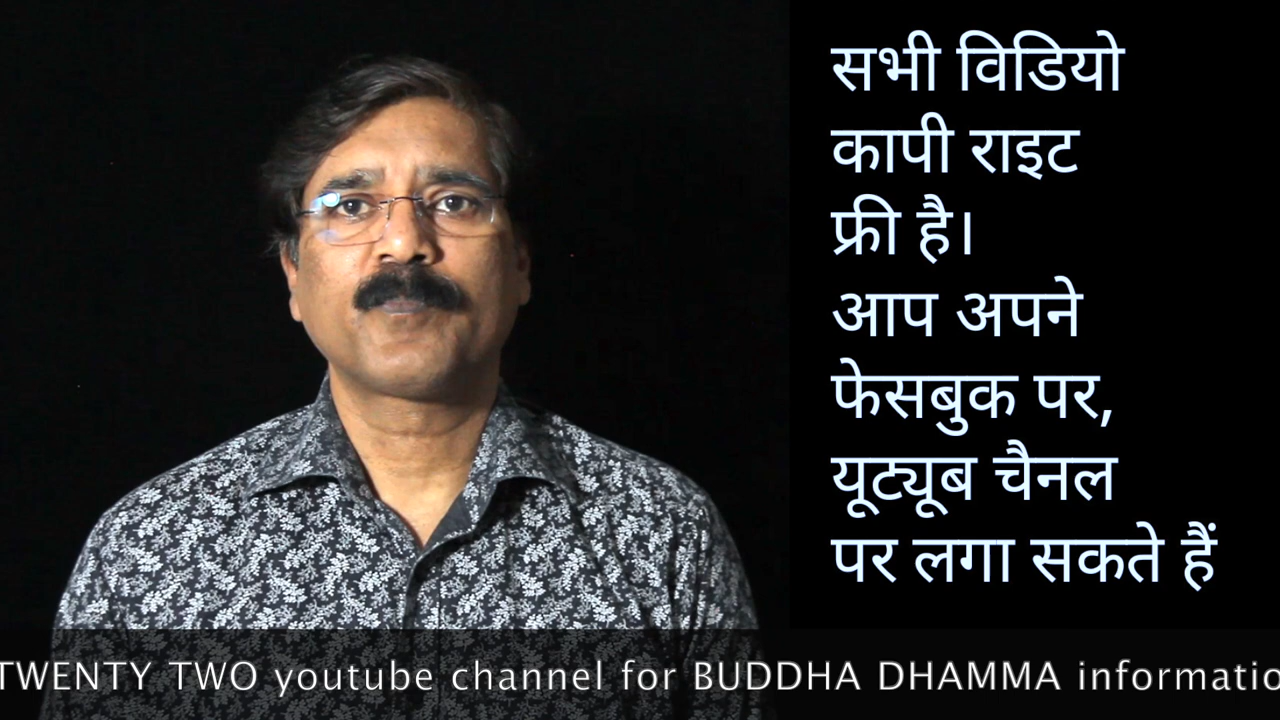 सभी विडियो
कापी राइट
फ्री है।
आप अपने
फेसबुक पर,
यूट्यूब चैनल
पर लगा सकते हैं
TWENTY TWO youtube channel for BUDDHA DHAMMA informatio